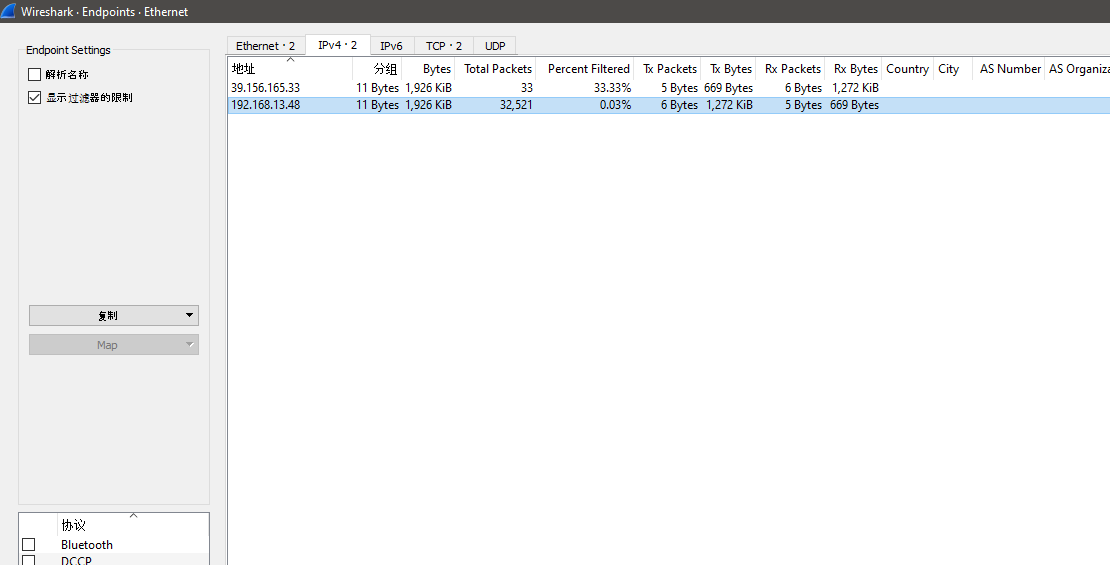 Wireshark · Endpoints · Ethernet
Endpoint Settings
解析名称
显示过滤器的限制
复制
Map
协议
Bluetooth
DCCP
Ethernet · 2 IPv4 · 2 IPv6 TCP · 2 UDP
地址 分组 Bytes Total Packets Percent Filtered Tx Packets Tx Bytes Rx Packets Rx Bytes Country City AS Number AS Organiza
39.156.165.33 11 Bytes 1,926 KiB 33 33.33% 5 Bytes 669 Bytes 6 Bytes 1,272 KiB
192.168.13.48 11 Bytes 1,926 KiB 32,521 0.03% 6 Bytes 1,272 KiB 5 Bytes 669 Bytes